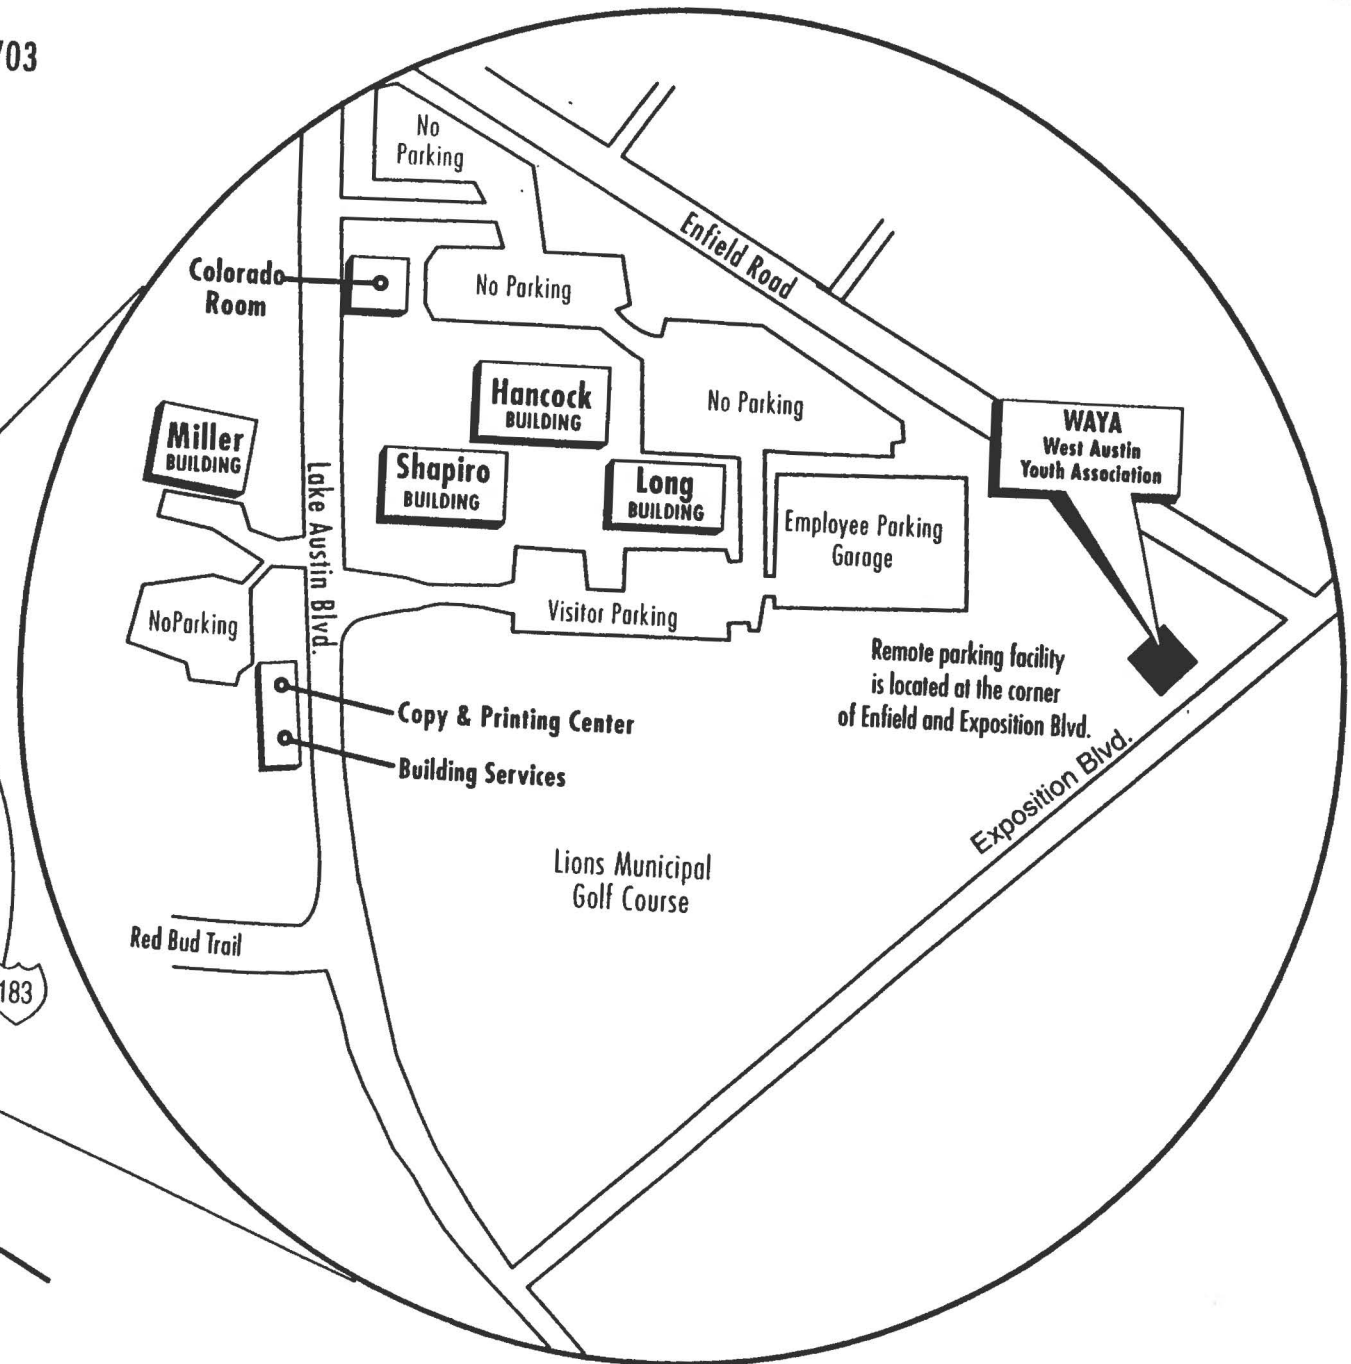 /03
No
Parking
Enfield Road
Colorado
Room
No Parking
Hancock
BUILDING
No Parking
WAYA
West Austin
Youth Association
Miller
BUILDING
Shapiro
BUILDING
Long
BUILDING
Lake Austin Blvd.
Employee Parking
Garage
NoParking
Visitor Parking
Remote parking facility
is located at the corner
of Enfield and Exposition Blvd.
Copy & Printing Center
Building Services
Exposition Blvd.
Lions Municipal
Golf Course
Red Bud Trail
183